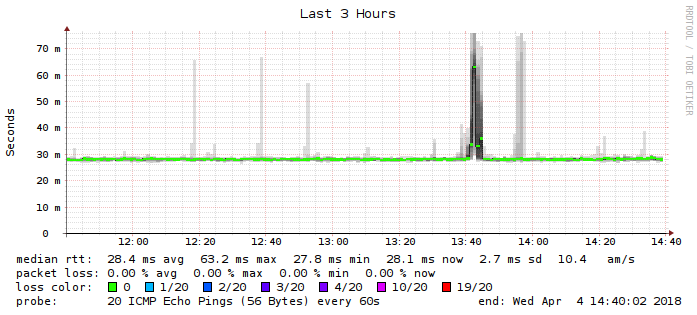 Last 3 Hours
RRDTOOL / TOBI OETIKER
Seconds
70 m
60 m
50 m
40 m
30 m
20 m
10 m
0
12:00 12:20 12:40 13:00 13:20 13:40 14:00 14:20 14:40
median rtt: 28.4 ms avg 63.2 ms max 27.8 ms min 28.1 ms now 2.7 ms sd 10.4 am/s
packet loss: 0.00 % avg 0.00 % max 0.00 % min 0.00 % now
loss color: 0 1/20 2/20 3/20 4/20 10/20 19/20
probe: 20 ICMP Echo Pings (56 Bytes) every 60s end: Wed Apr 4 14:40:02 2018